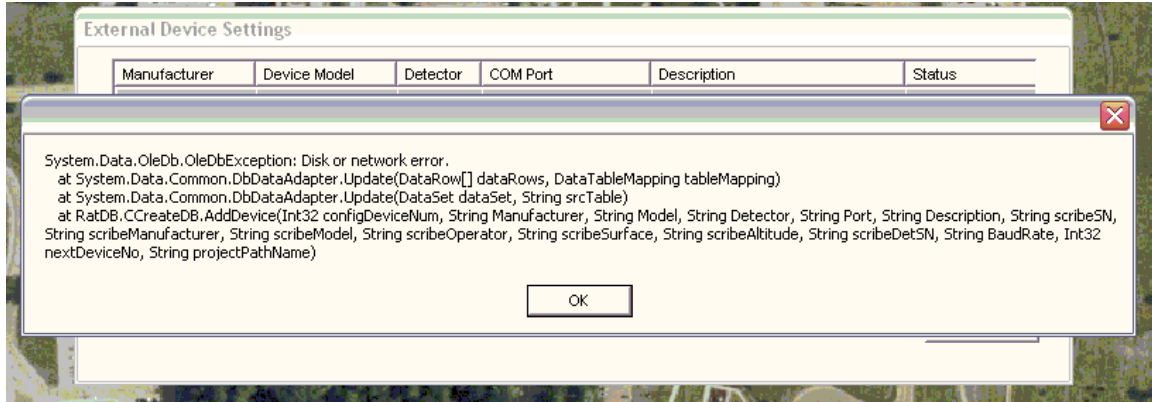 External Device Settings
Manufacturer Device Model Detector COM Port Description Status
System.Data.OleDb.OleDbException: Disk or network error.
at System.Data.Common.DbDataAdapter.Update(DataRow[] dataRows, DataTableMapping tableMapping)
at System.Data.Common.DbDataAdapter.Update(DataSet dataSet, String srcTable)
at RatDB.CCreateDB.AddDevice(Int32 configDeviceNum, String Manufacturer, String Model, String Detector, String Port, String Description, String scribeSN,
String scribeManufacturer, String scribeModel, String scribeOperator, String scribeSurface, String scribeAltitude, String scribeDetSN, String BaudRate, Int32
nextDeviceNo, String projectPathName)
OK